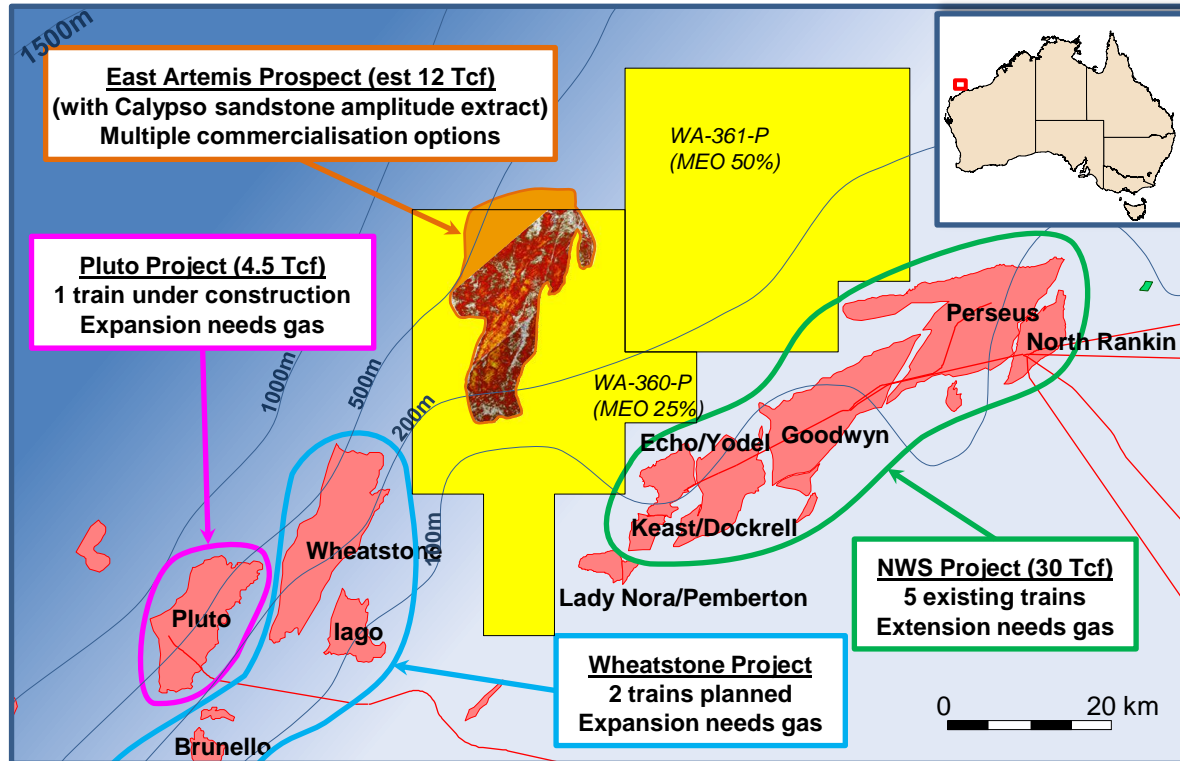 1500m
East Artemis Prospect (est 12 Tcf)
(with Calypso sandstone amplitude extract)
Multiple commercialisation options
WA-361-P
(MEO 50%)
Pluto Project (4.5 Tcf)
1 train under construction
Expansion needs gas
1000m
500m
200m
100m
WA-360-P
(MEO 25%)
Perseus
North Rankin
Goodwyn
Echo/Yodel
Keast/Dockrell
Lady Nora/Pemberton
Wheatstone
Pluto
Iago
Brunello
NWS Project (30 Tcf)
5 existing trains
Extension needs gas
Wheatstone Project
2 trains planned
Expansion needs gas
0 20 km